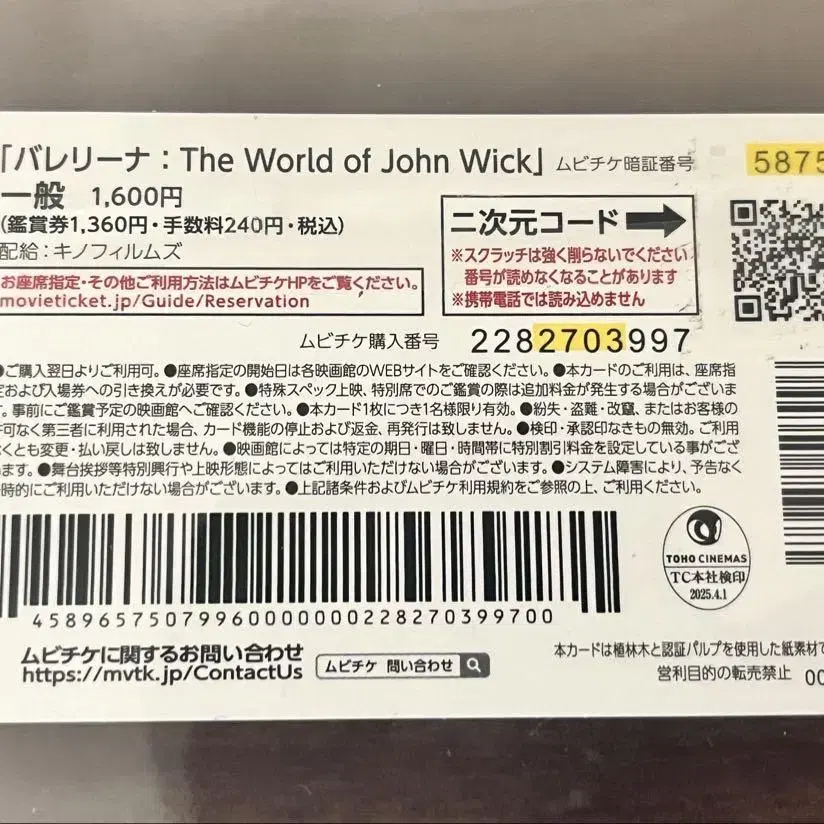 「バレリーナ：The World of John Wick」 ムビチケ暗証番号 5875
一般 1,600円
(鑑賞券1,360円・手数料240円・税込)
配給：キノフィルムズ
二次元コード
※スクラッチは強く削らないでください
番号が読めなくなることがあります
※携帯電話では読み込めません
お座席指定・その他ご利用方法はムビチケHPをご覧ください。
movieticket.jp/Guide/Reservation
ムビチケ購入番号 2282703997
●ご購入翌日よりご利用可。●座席指定の開始日は各映画館のWEBサイトをご確認ください。●本カードのご利用は、座席指
定および入場券への引き換えが必要です。●特殊スペック上映、特別席でのご鑑賞の際は追加料金が発生する場合がございま
す。事前にご鑑賞予定の映画館へご確認ください。●本カード1枚につき1名様限り有効。●紛失・盗難・改竄、またはお客様の
許可なく第三者に利用された場合、カード機能の停止および返金、再発行は致しません。●検印・承認印なきもの無効。ご利用
なくとも変更・払い戻しは致しません。●映画館によっては特定の期日・曜日・時間帯に特別割引料金を設定している事がござ
います。●舞台挨拶等特別興行や上映形態によってはご利用いただけない場合がございます。●システム障害により、予告なく
一時的にご利用いただけない場合がございます。●上記諸条件およびムビチケ利用規約をご参照の上、ご利用ください。
TOHO CINEMAS
TC本社検印
2025.4.1
4589657507996000000022827039​9700
ムビチケに関するお問い合わせ
https://mvtk.jp/ContactUs
ムビチケ 問い合わせ
本カードは植林木と認証パルプを使用した紙素材で
営利目的の転売禁止 00